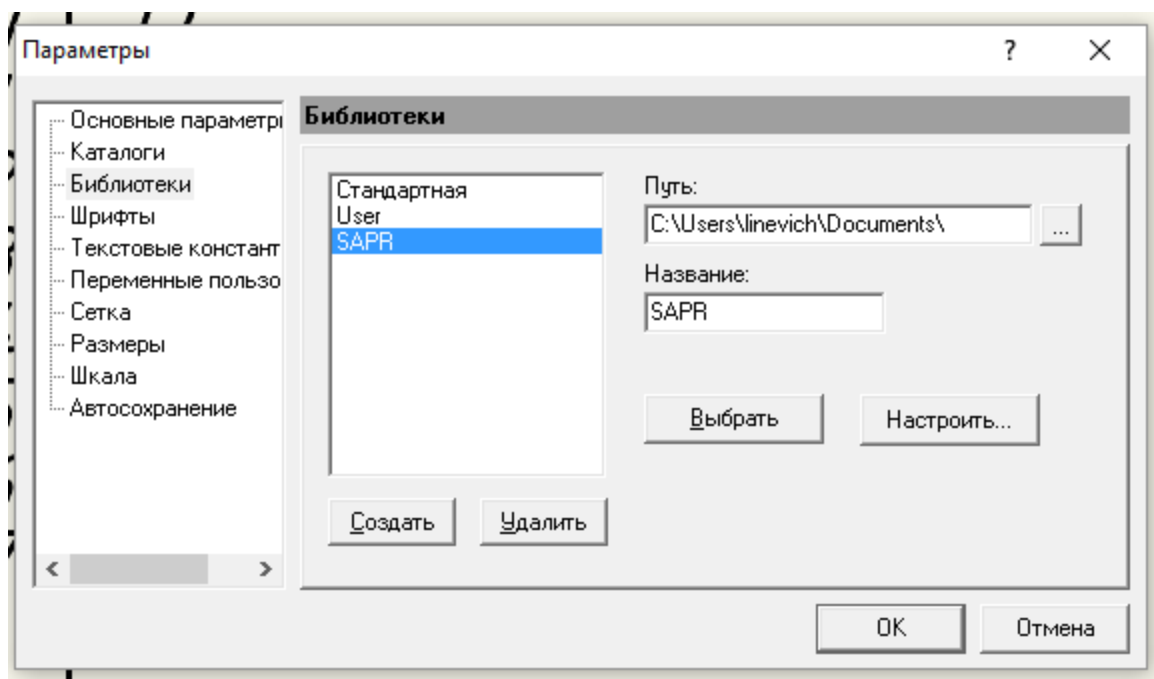 Параметры
?
Основные параметры
Каталоги
Библиотеки
Шрифты
Текстовые констант
Переменные пользо
Сетка
Размеры
Шкала
Автосохранение
Библиотеки
Стандартная
User
SAPR
Создать
Удалить
Путь:
C:\Users\linevich\Documents\
...
Название:
SAPR
Выбрать
Настроить...
OK
Отмена